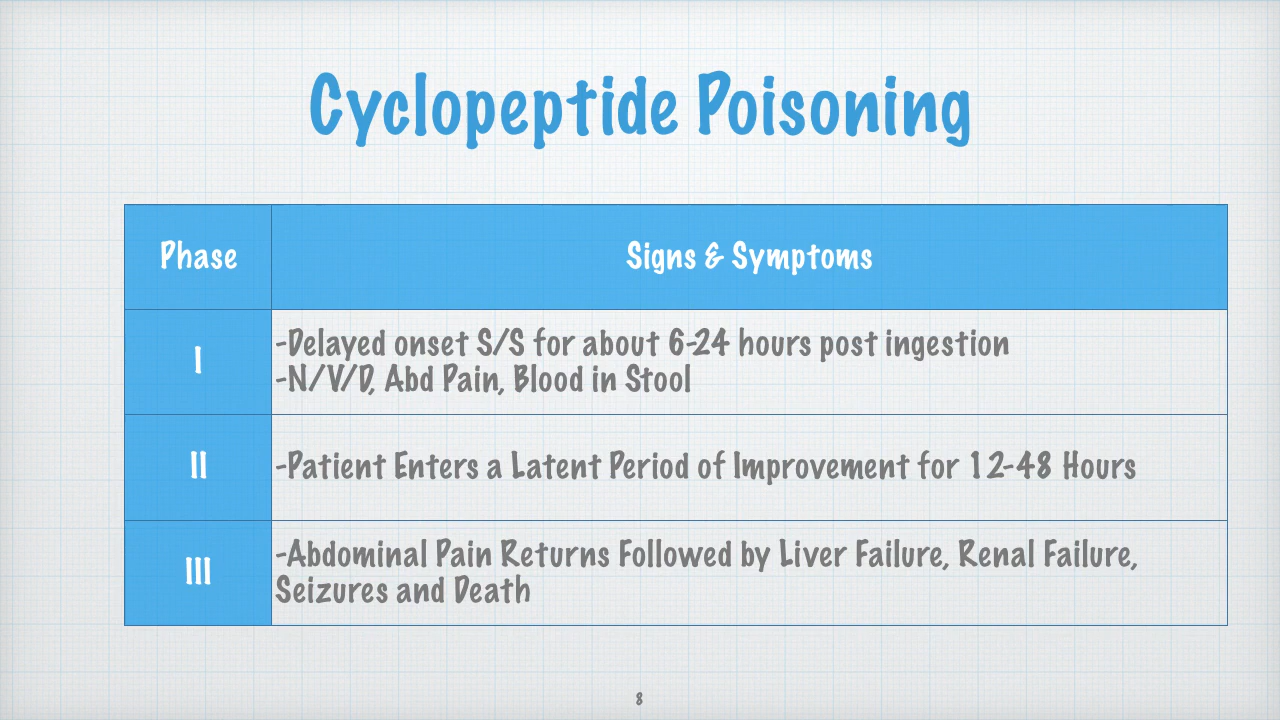 Cyclopeptide Poisoning
Phase
Signs & Symptoms
I
-Delayed onset S/S for about 6-24 hours post ingestion
-N/V/D, Abd Pain, Blood in Stool
II
-Patient Enters a Latent Period of Improvement for 12-48 Hours
III
-Abdominal Pain Returns Followed by Liver Failure, Renal Failure,
Seizures and Death
8